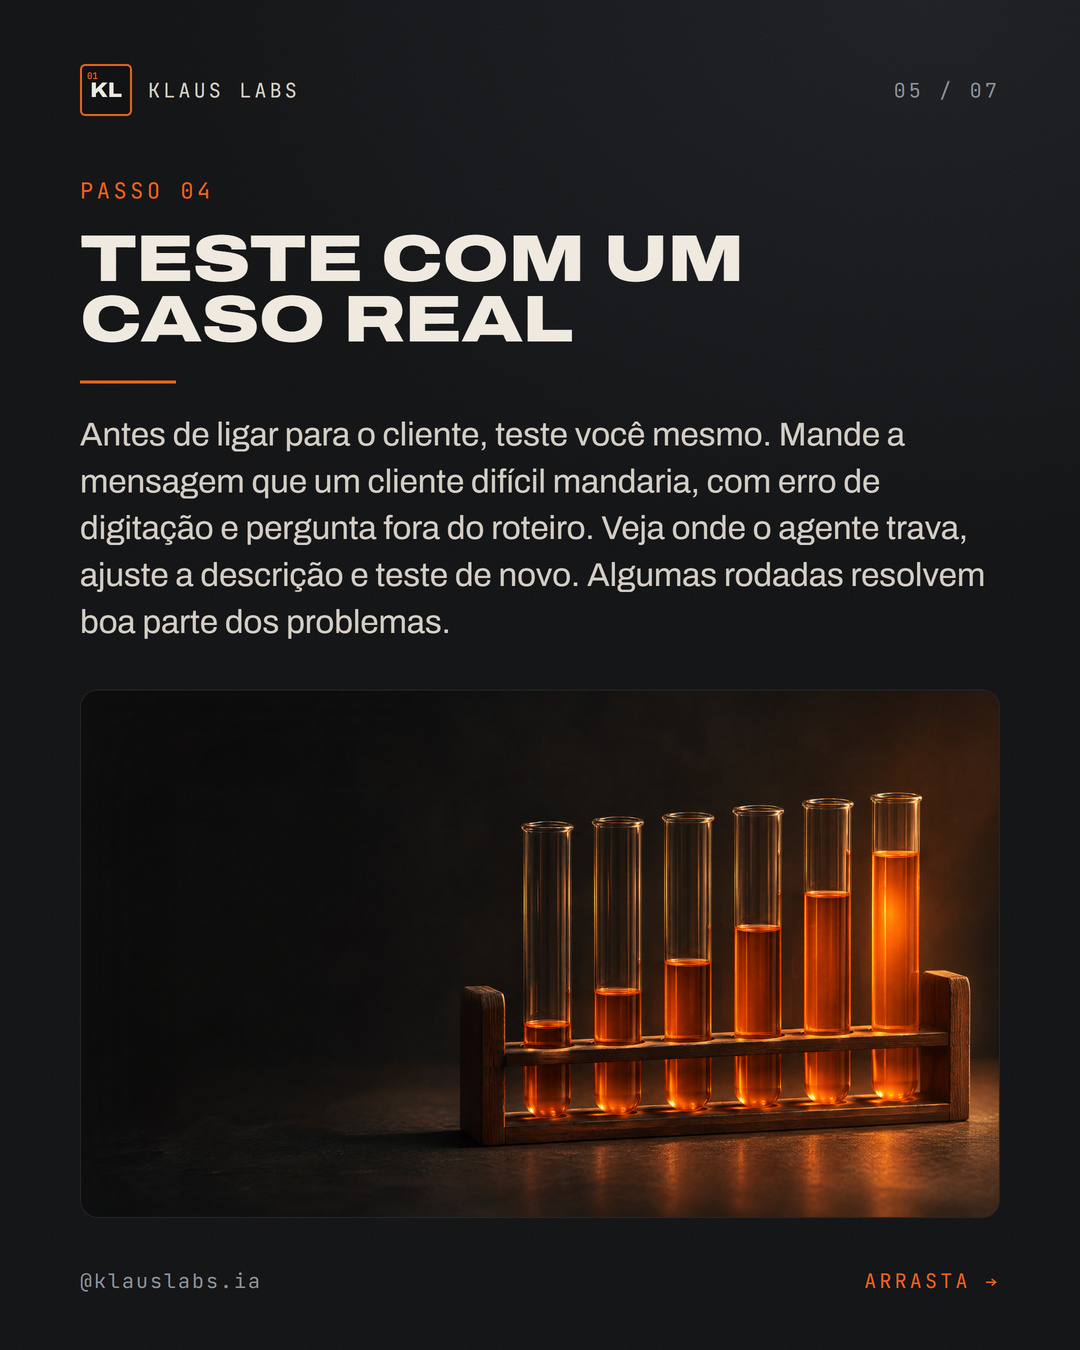 01
KL
KLAUS LABS
05 / 07
PASSO 04
TESTE COM UM
CASO REAL
Antes de ligar para o cliente, teste você mesmo. Mande a
mensagem que um cliente difícil mandaria, com erro de
digitação e pergunta fora do roteiro. Veja onde o agente trava,
ajuste a descrição e teste de novo. Algumas rodadas resolvem
boa parte dos problemas.
@klauslabs.ia
ARRASTA →